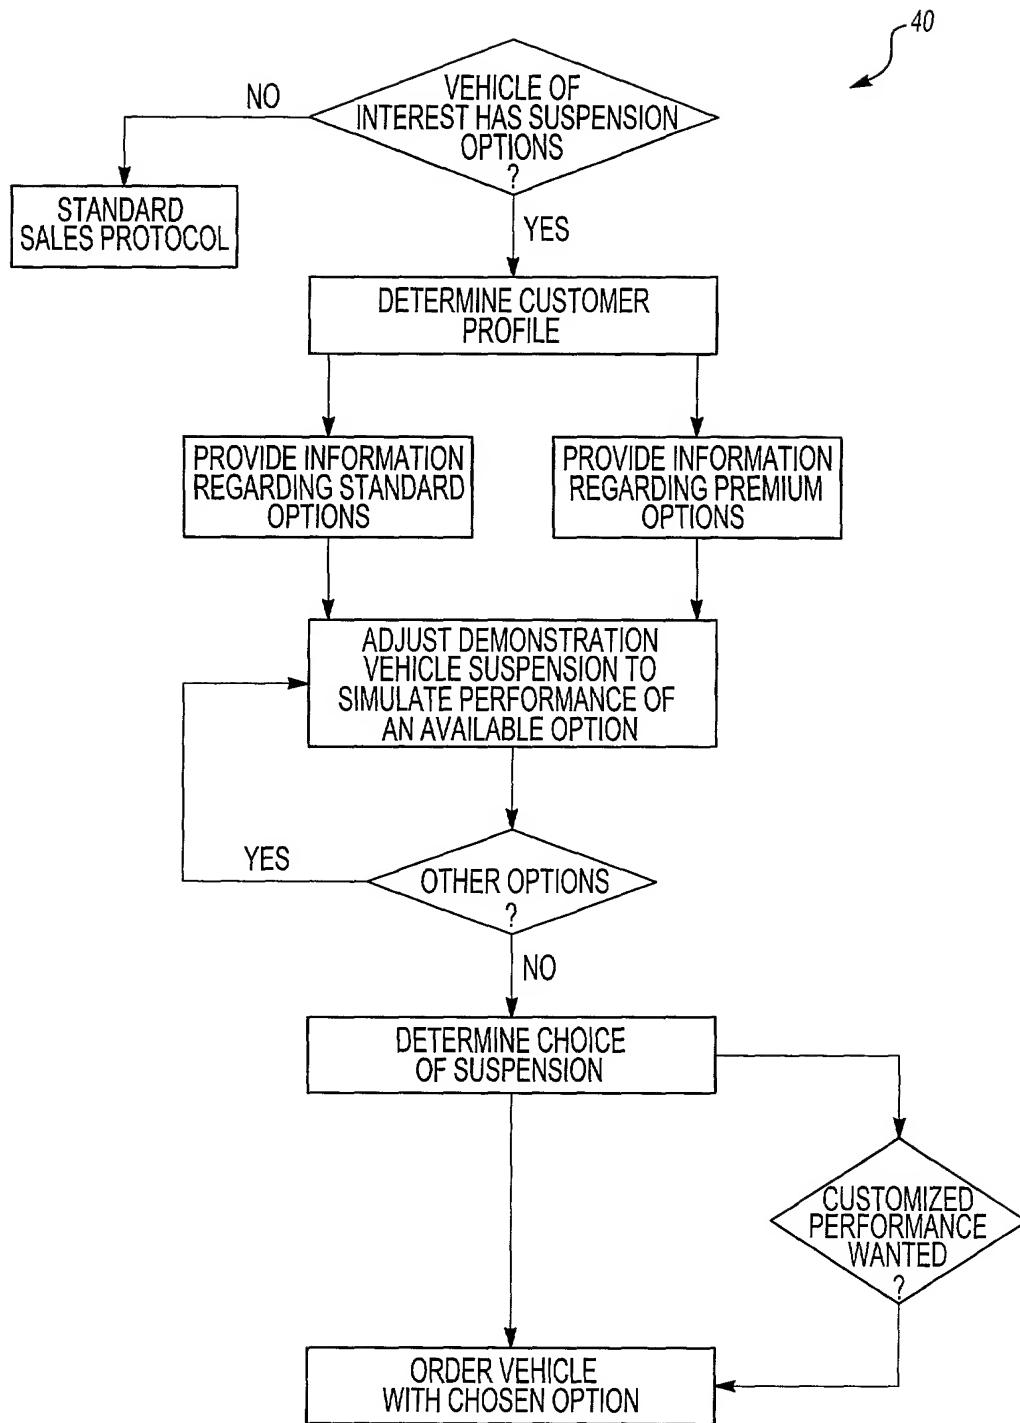 40
VEHICLE OF
INTEREST HAS SUSPENSION
OPTIONS
?
NO
YES
STANDARD
SALES PROTOCOL
DETERMINE CUSTOMER
PROFILE
PROVIDE INFORMATION
REGARDING STANDARD
OPTIONS
PROVIDE INFORMATION
REGARDING PREMIUM
OPTIONS
ADJUST DEMONSTRATION
VEHICLE SUSPENSION TO
SIMULATE PERFORMANCE OF
AN AVAILABLE OPTION
YES
OTHER OPTIONS
?
NO
DETERMINE CHOICE
OF SUSPENSION
CUSTOMIZED
PERFORMANCE
WANTED
?
ORDER VEHICLE
WITH CHOSEN OPTION